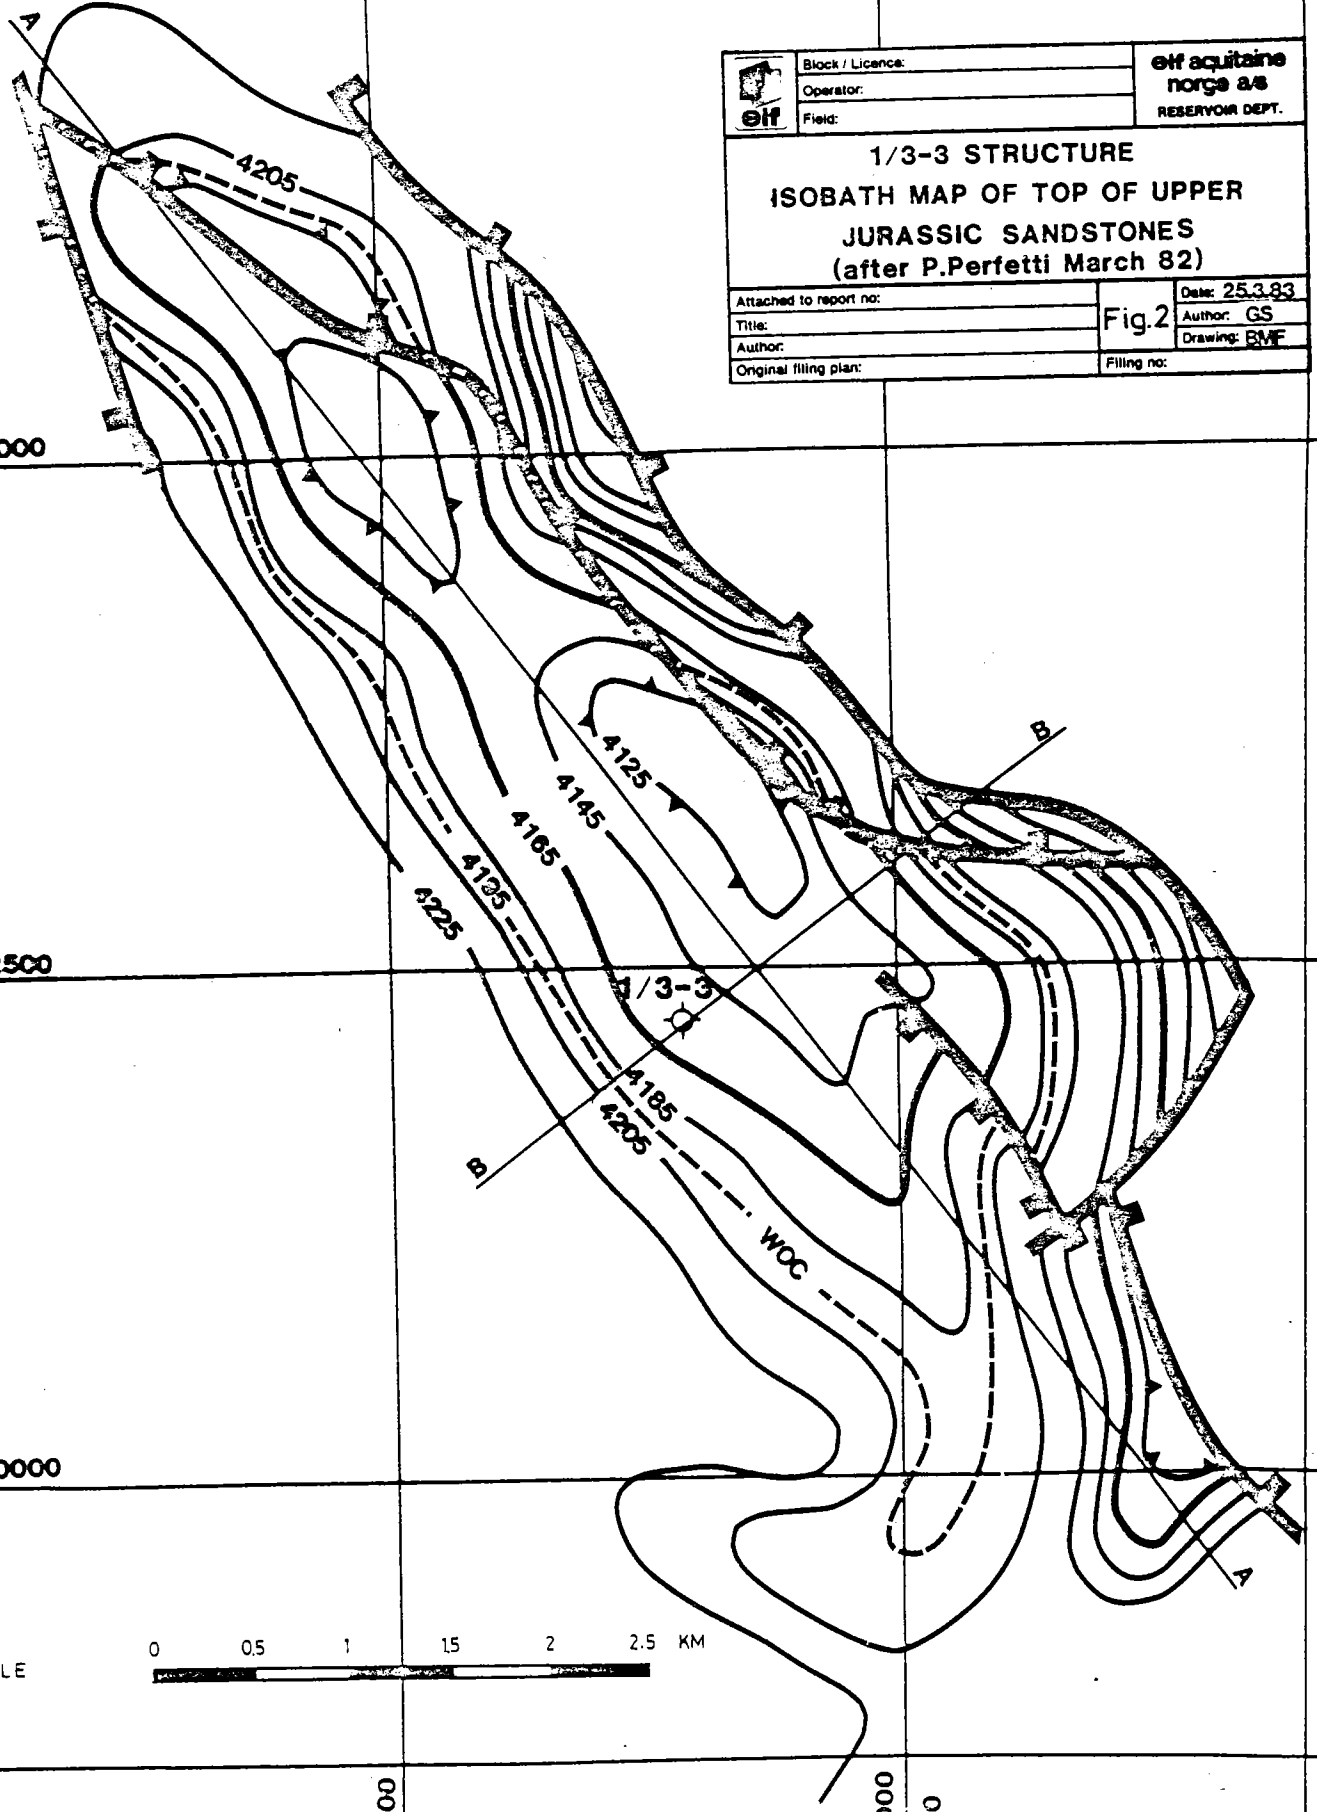 A
Block / Licence:
Operator:
Field:
elf
elf aquitaine
norge a/s
RESERVOIR DEPT.
1/3-3 STRUCTURE
ISOBATH MAP OF TOP OF UPPER
JURASSIC SANDSTONES
(after P.Perfetti March 82)
Attached to report no:
Title:
Author:
Original filling plan:
Fig.2
Date: 25.3.83
Author: GS
Drawing: BMF
Filing no:
4205
000
B
4125
4145
4165
4195
4225
500
1/3-3
4185
4205
B
WOC
0000
A
0 0.5 1 1.5 2 2.5 KM
LE
00
000
0